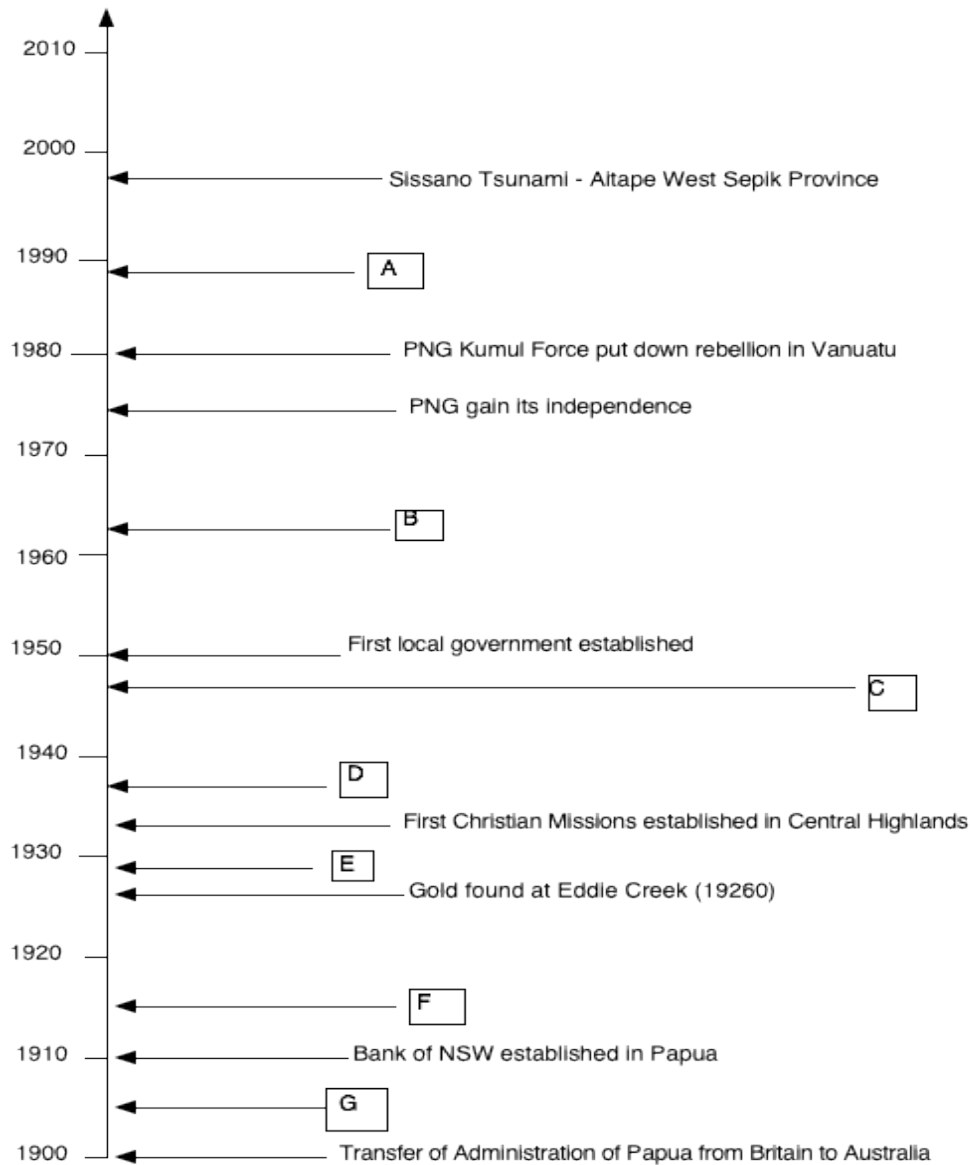 2010
2000
Sissano Tsunami - Aitape West Sepik Province
1990
A
1980
PNG Kumul Force put down rebellion in Vanuatu
PNG gain its independence
1970
B
1960
1950
First local government established
C
1940
D
First Christian Missions established in Central Highlands
1930
E
Gold found at Eddie Creek (19260)
1920
F
1910
Bank of NSW established in Papua
G
1900
Transfer of Administration of Papua from Britain to Australia